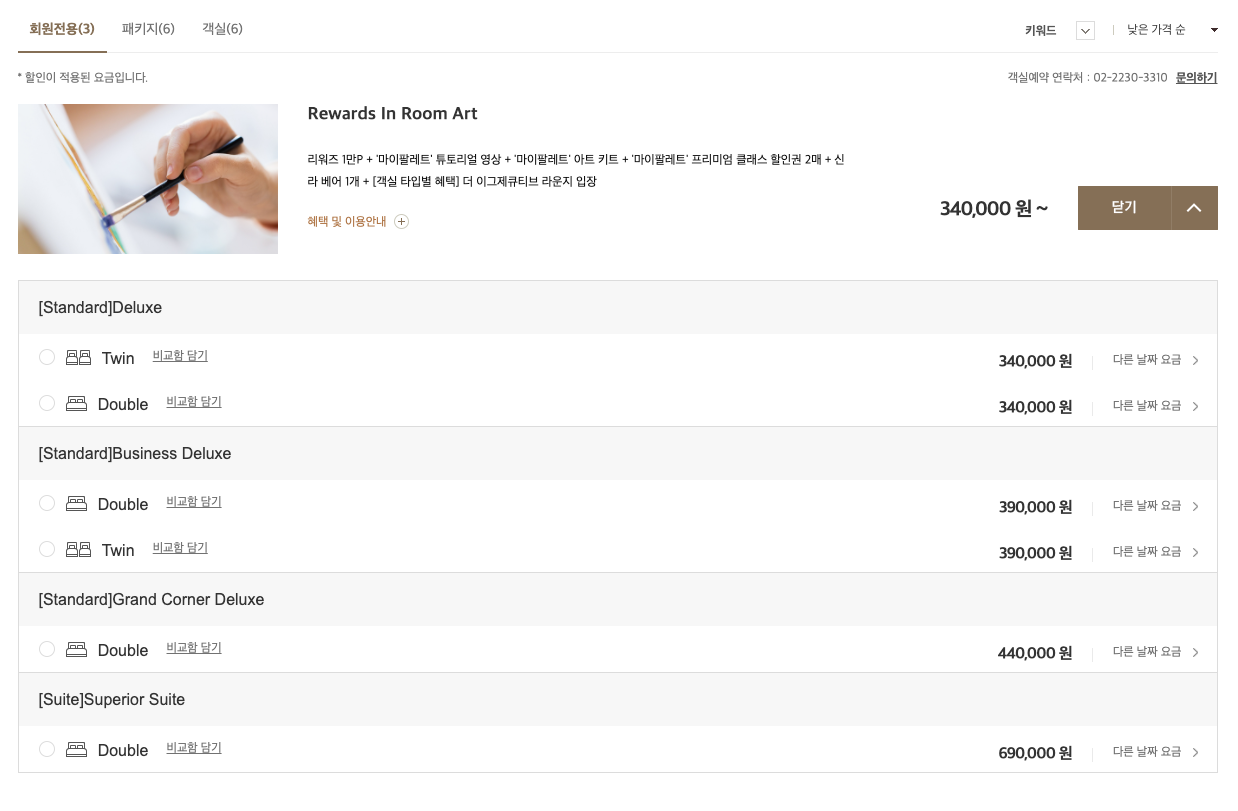 회원전용(3) 패키지(6) 객실(6) 키워드 낮은 가격 순
* 할인이 적용된 요금입니다. 객실예약 연락처 : 02-2230-3310 문의하기
Rewards In Room Art
리워즈 1만P + '마이팔레트' 튜토리얼 영상 + '마이팔레트' 아트 키트 + '마이팔레트' 프리미엄 클래스 할인권 2매 + 신
라 베어 1개 + [객실 타입별 혜택] 더 이그제큐티브 라운지 입장
340,000 원 ~ 닫기
혜택 및 이용안내
[Standard]Deluxe
Twin 비교함 담기 340,000 원 다른 날짜 요금
Double 비교함 담기 340,000 원 다른 날짜 요금
[Standard]Business Deluxe
Double 비교함 담기 390,000 원 다른 날짜 요금
Twin 비교함 담기 390,000 원 다른 날짜 요금
[Standard]Grand Corner Deluxe
Double 비교함 담기 440,000 원 다른 날짜 요금
[Suite]Superior Suite
Double 비교함 담기 690,000 원 다른 날짜 요금